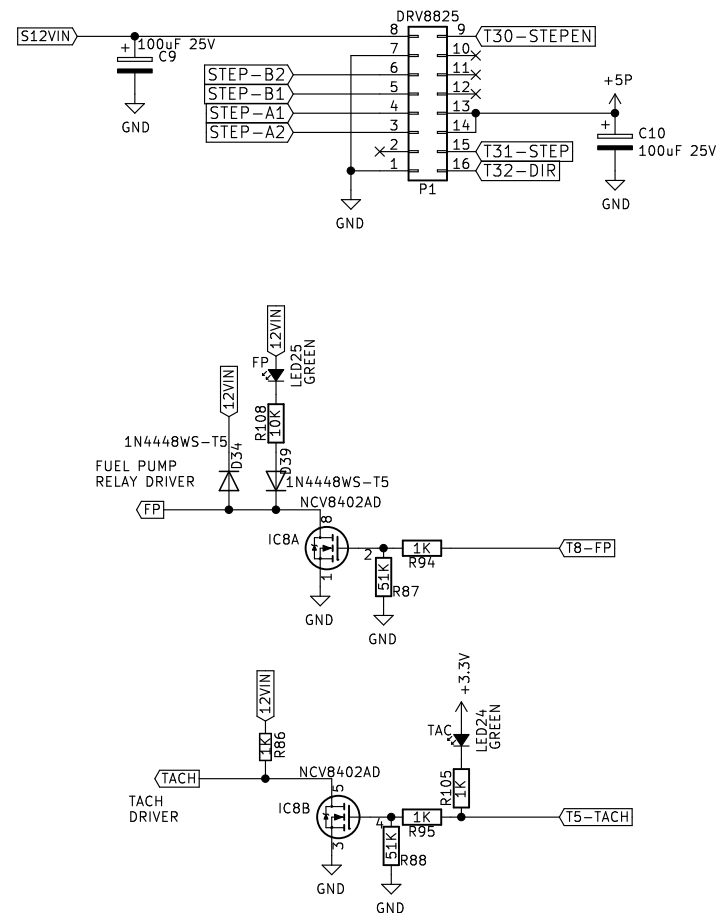 DRV8825
S12VIN
8
9
T30-STEPEN
100uF 25V
C9
7
10
STEP-B2
6
11
+5P
STEP-B1
5
12
STEP-A1
4
13
STEP-A2
3
14
C10
100uF 25V
2
15
T31-STEP
1
16
T32-DIR
P1
GND
GND
GND
12VIN
FP
LED25
GREEN
12VIN
R108
10K
1N4448WS-T5
D34
D39
FUEL PUMP
RELAY DRIVER
1N4448WS-T5
FP
NCV8402AD
8
IC8A
2
1K
R94
T8-FP
1
51K
R87
GND
GND
+3.3V
12VIN
TAC
LED24
GREEN
1K
R86
TACH
NCV8402AD
R105
1K
TACH
DRIVER
5
IC8B
4
1K
R95
T5-TACH
3
51K
R88
GND
GND